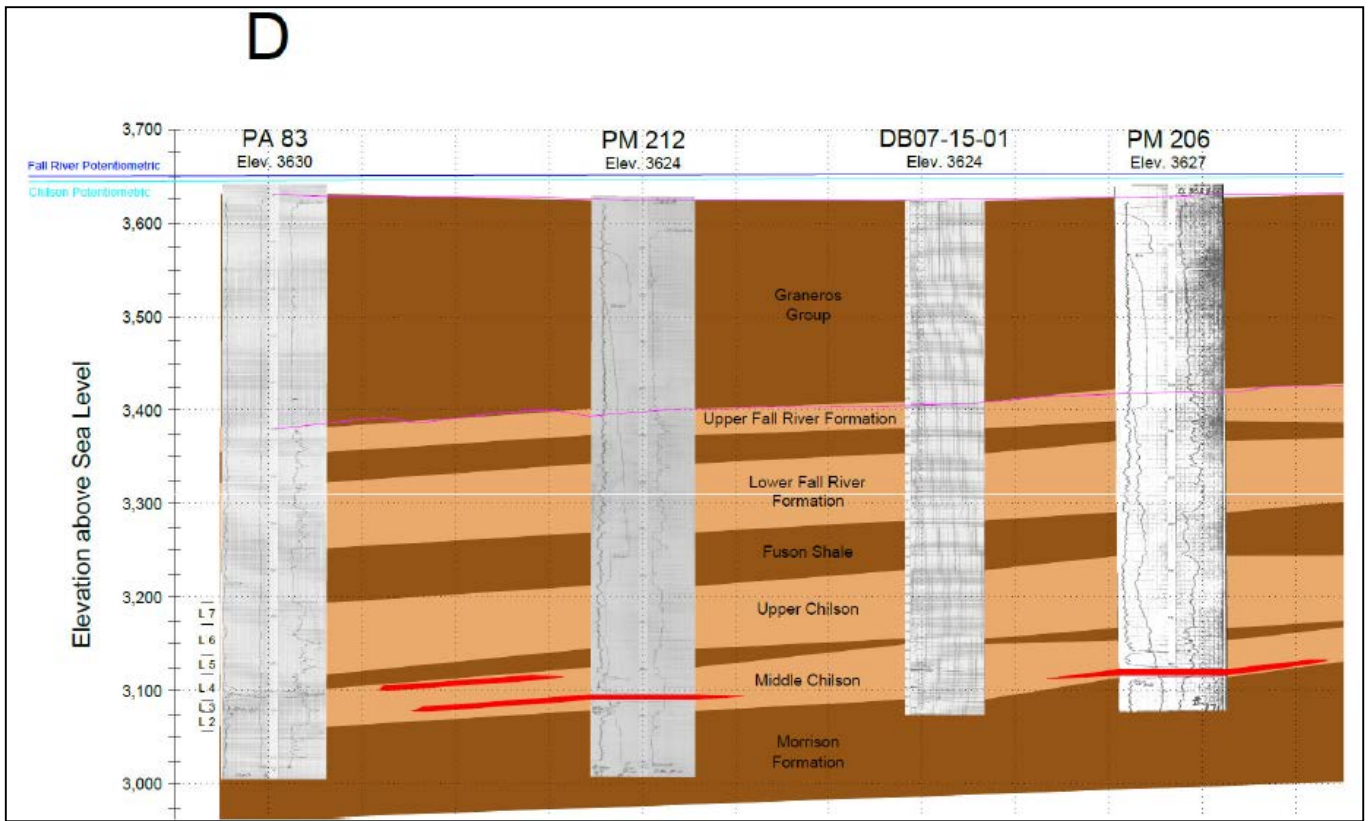 D
PA 83
Elev. 3630
PM 212
Elev. 3624
DB07-15-01
Elev. 3624
PM 206
Elev. 3627
Fall River Potentiometric
Chilson Potentiometric
Elevation above Sea Level
3,700
3,600
3,500
3,400
3,300
3,200
3,100
3,000
L 7
L 6
L 5
L 4
L 3
L 2
Graneros
Group
Upper Fall River Formation
Lower Fall River
Formation
Fuson Shale
Upper Chilson
Middle Chilson
Morrison
Formation